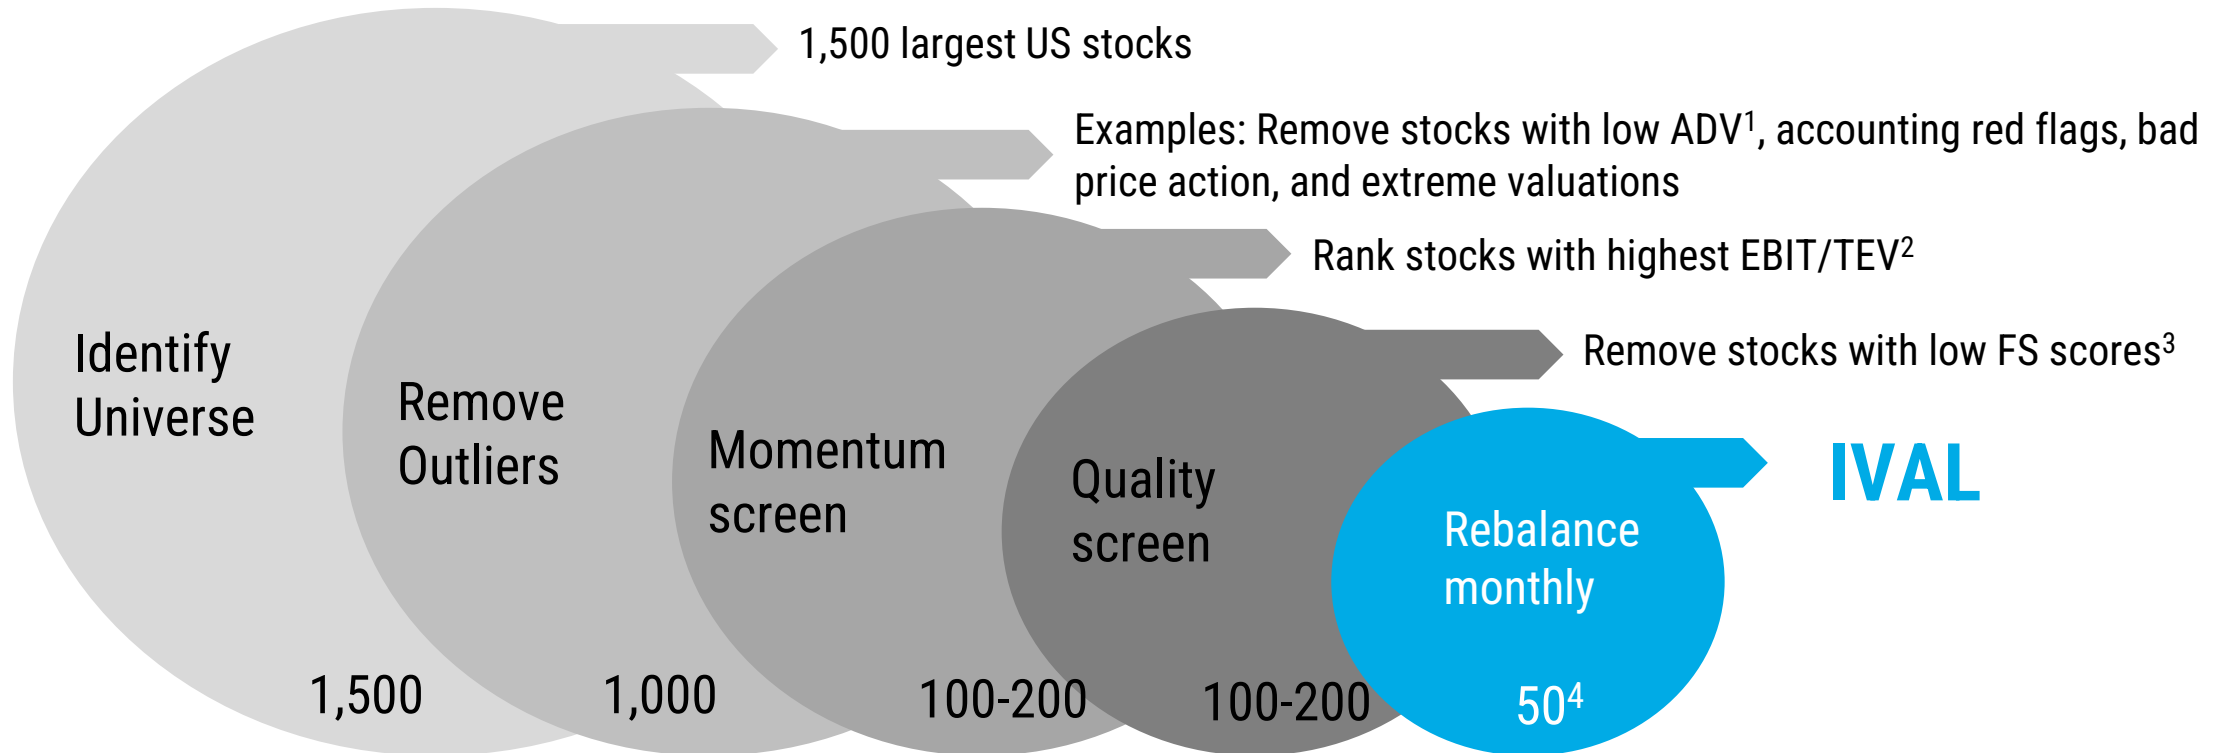 1,500 largest US stocks
Examples: Remove stocks with low ADV¹, accounting red flags, bad
price action, and extreme valuations
Rank stocks with highest EBIT/TEV²
Remove stocks with low FS scores³
IVAL
Identify
Universe
Remove
Outliers
Momentum
screen
Quality
screen
Rebalance
monthly
1,500
1,000
100-200
100-200
50⁴